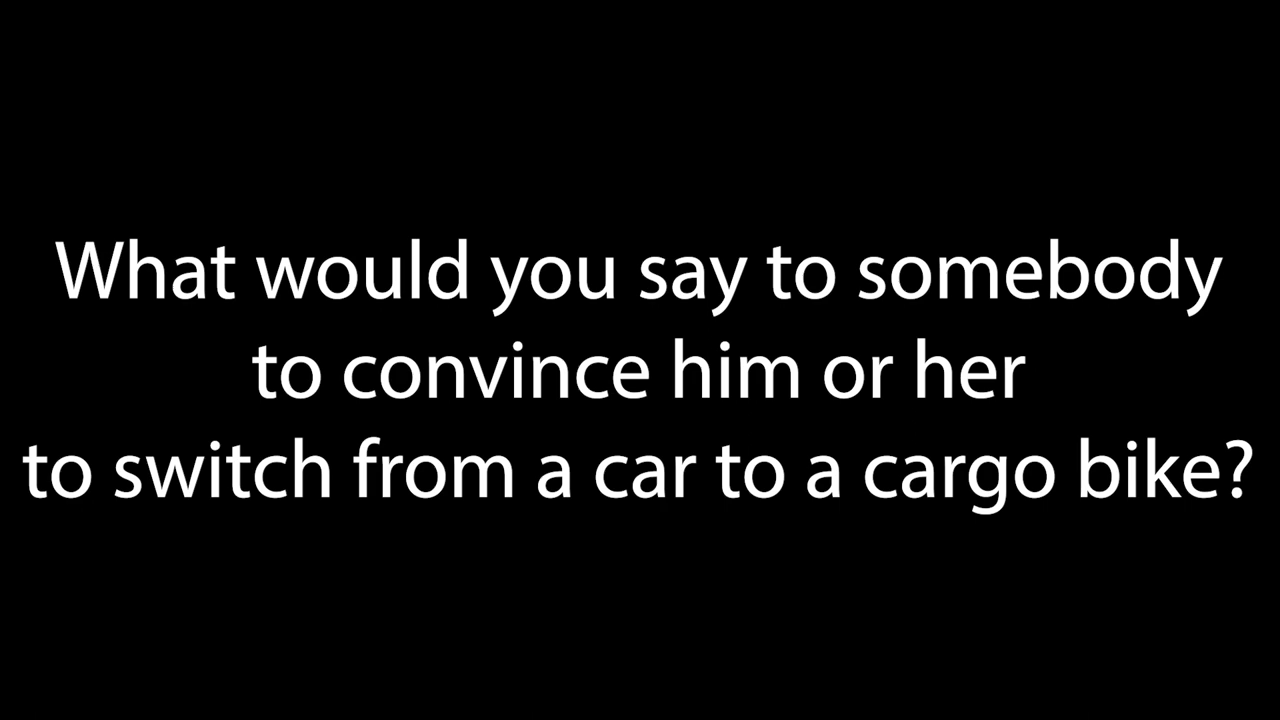 What would you say to somebody
to convince him or her
to switch from a car to a cargo bike?